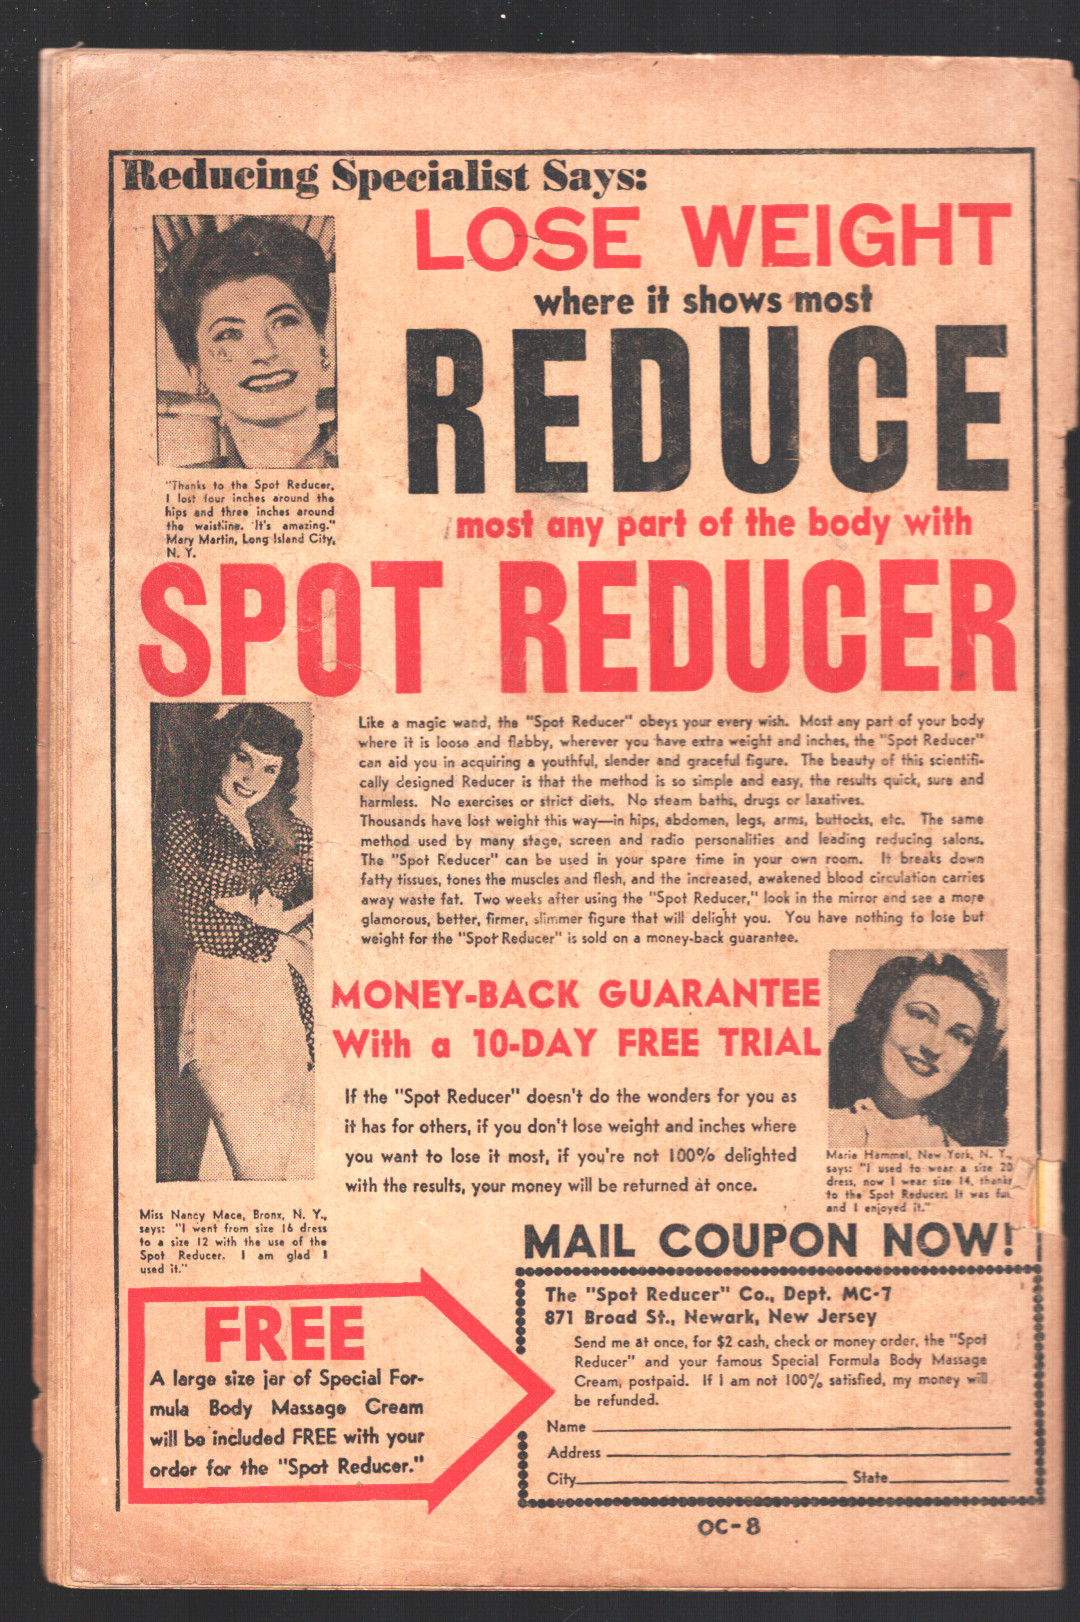 Reducing Specialist Says:
LOSE WEIGHT
where it shows most
REDUCE
most any part of the body with
SPOT REDUCER
"Thanks to the Spot Reducer,
I lost four inches around the
hips and three inches around
the waistline. It's amazing."
Mary Martin, Long Island City,
N. Y.
Like a magic wand, the "Spot Reducer" obeys your every wish. Most any part of your body
where it is loose and flabby, wherever you have extra weight and inches, the "Spot Reducer"
can aid you in acquiring a youthful, slender and graceful figure. The beauty of this scientifi-
cally designed Reducer is that the method is so simple and easy, the results quick, sure and
harmless. No exercises or strict diets. No steam baths, drugs or laxatives.
Thousands have lost weight this way—in hips, abdomen, legs, arms, buttocks, etc. The same
method used by many stage, screen and radio personalities and leading reducing salons.
The "Spot Reducer" can be used in your spare time in your own room. It breaks down
fatty tissues, tones the muscles and flesh, and the increased, awakened blood circulation carries
away waste fat. Two weeks after using the "Spot Reducer," look in the mirror and see a more
glamorous, better, firmer, slimmer figure that will delight you. You have nothing to lose but
weight for the "Spot Reducer" is sold on a money-back guarantee.
MONEY-BACK GUARANTEE
With a 10-DAY FREE TRIAL
If the "Spot Reducer" doesn't do the wonders for you as
it has for others, if you don't lose weight and inches where
you want to lose it most, if you're not 100% delighted
with the results, your money will be returned at once.
Marie Hammel, New York, N. Y.,
says: "I used to wear a size 20
dress, now I wear size 14, thanks
to the Spot Reducer. It was fun
and I enjoyed it."
Miss Nancy Mace, Bronx, N. Y.,
says: "I went from size 16 dress
to a size 12 with the use of the
Spot Reducer. I am glad I
used it."
MAIL COUPON NOW!
FREE
A large size jar of Special For-
mula Body Massage Cream
will be included FREE with your
order for the "Spot Reducer."
The "Spot Reducer" Co., Dept. MC-7
871 Broad St., Newark, New Jersey
Send me at once, for $2 cash, check or money order, the "Spot
Reducer" and your famous Special Formula Body Massage
Cream, postpaid. If I am not 100% satisfied, my money will
be refunded.
Name
Address
City State
OC-8